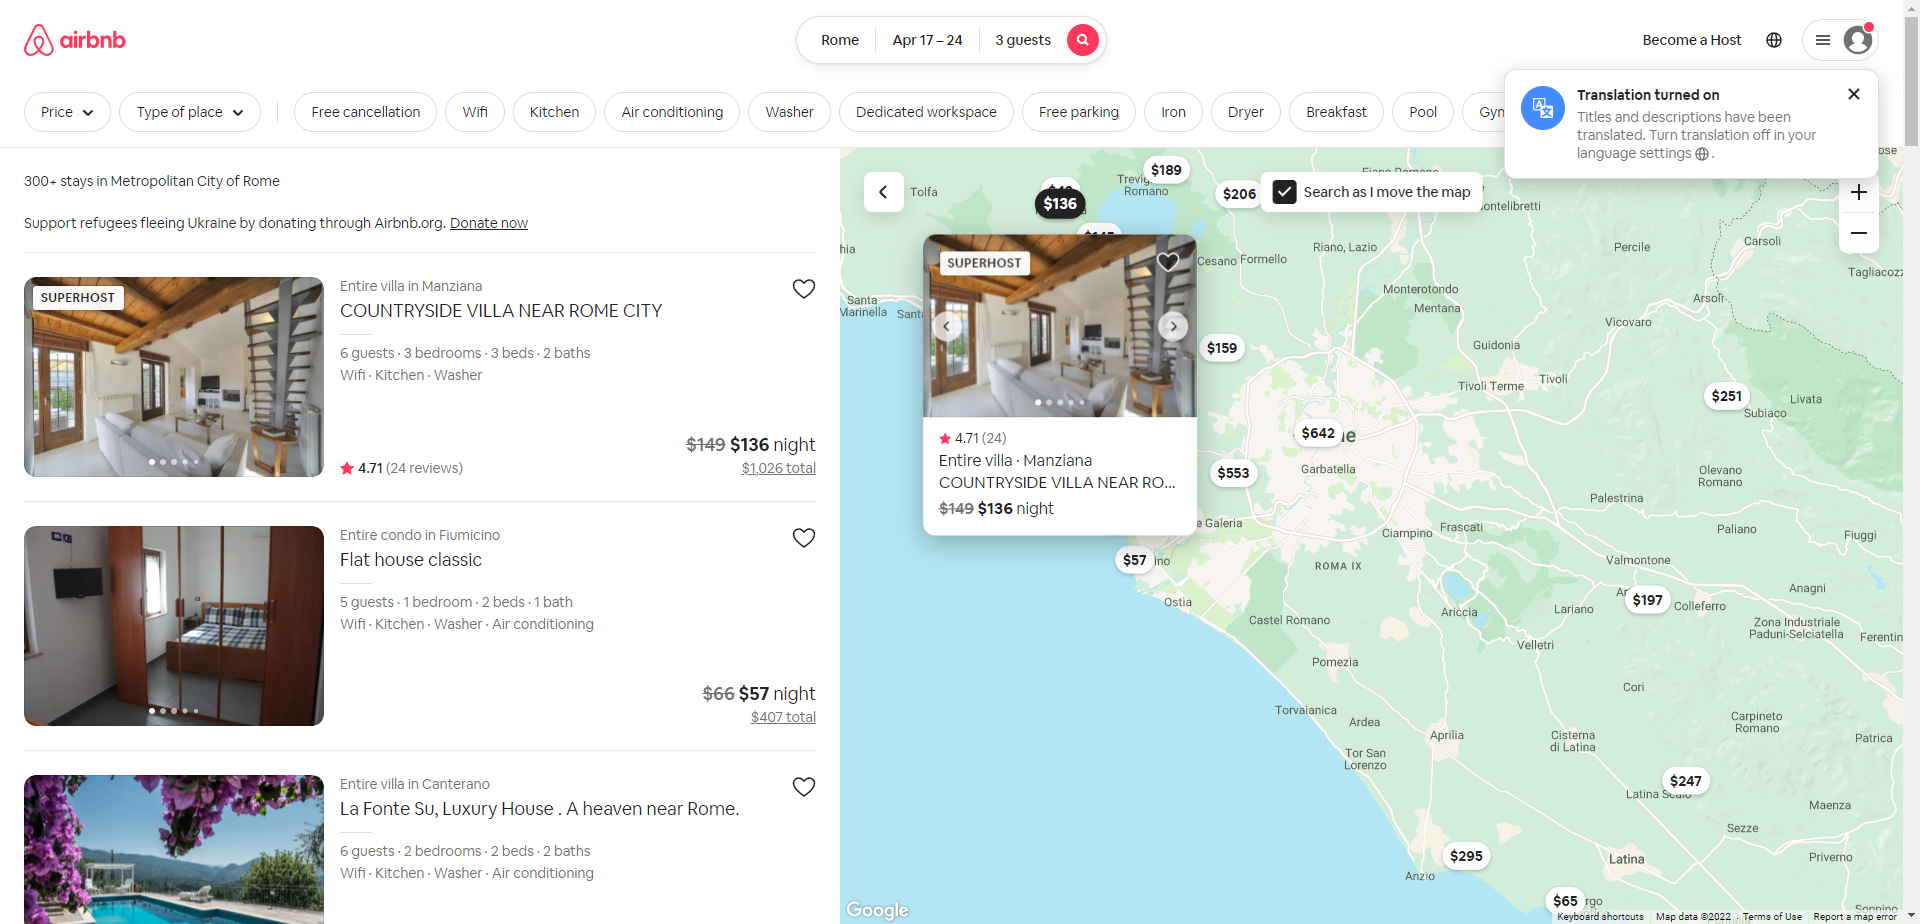 airbnb
Rome
Apr 17 – 24
3 guests
Become a Host
Price
Type of place
Free cancellation
Wifi
Kitchen
Air conditioning
Washer
Dedicated workspace
Free parking
Iron
Dryer
Breakfast
Pool
Translation turned on
Titles and descriptions have been
translated. Turn translation off in your
language settings .
300+ stays in Metropolitan City of Rome
Support refugees fleeing Ukraine by donating through Airbnb.org. Donate now
SUPERHOST
Entire villa in Manziana
COUNTRYSIDE VILLA NEAR ROME CITY
6 guests · 3 bedrooms · 3 beds · 2 baths
Wifi · Kitchen · Washer
$149 $136 night
4.71 (24 reviews)
$1,026 total
Entire condo in Fiumicino
Flat house classic
5 guests · 1 bedroom · 2 beds · 1 bath
Wifi · Kitchen · Washer · Air conditioning
$66 $57 night
$407 total
Entire villa in Canterano
La Fonte Su, Luxury House . A heaven near Rome.
6 guests · 2 bedrooms · 2 beds · 2 baths
Wifi · Kitchen · Washer · Air conditioning
Search as I move the map
Tolfa
$136
$189
Romano
$206
Riano, Lazio
Percile
Carsoli
Cesano
Formello
Monterotondo
Mentana
Arsoli
Santa
Marinella
Vicovaro
Guidonia
Tivoli Terme
Tivoli
$159
$251
Subiaco
Livata
SUPERHOST
4.71 (24)
Entire villa · Manziana
COUNTRYSIDE VILLA NEAR RO...
$149 $136 night
$642
Garbatella
$553
Olevano
Romano
Palestrina
Galeria
Ciampino
Frascati
Paliano
Fiuggi
$57
ROMA IX
Valmontone
Anagni
Ostia
Ariccia
Lariano
$197
Colleferro
Castel Romano
Zona Industriale
Paduni-Selciatella
Velletri
Pomezia
Cori
Torvaianica
Ardea
Aprilia
Cisterna
di Latina
Carpineto
Romano
Patrica
Tor San
Lorenzo
$247
Latina Scalo
Maenza
Sezze
$295
Latina
Priverno
Anzio
$65
Google
Keyboard shortcuts
Map data ©2022
Terms of Use
Report a map error